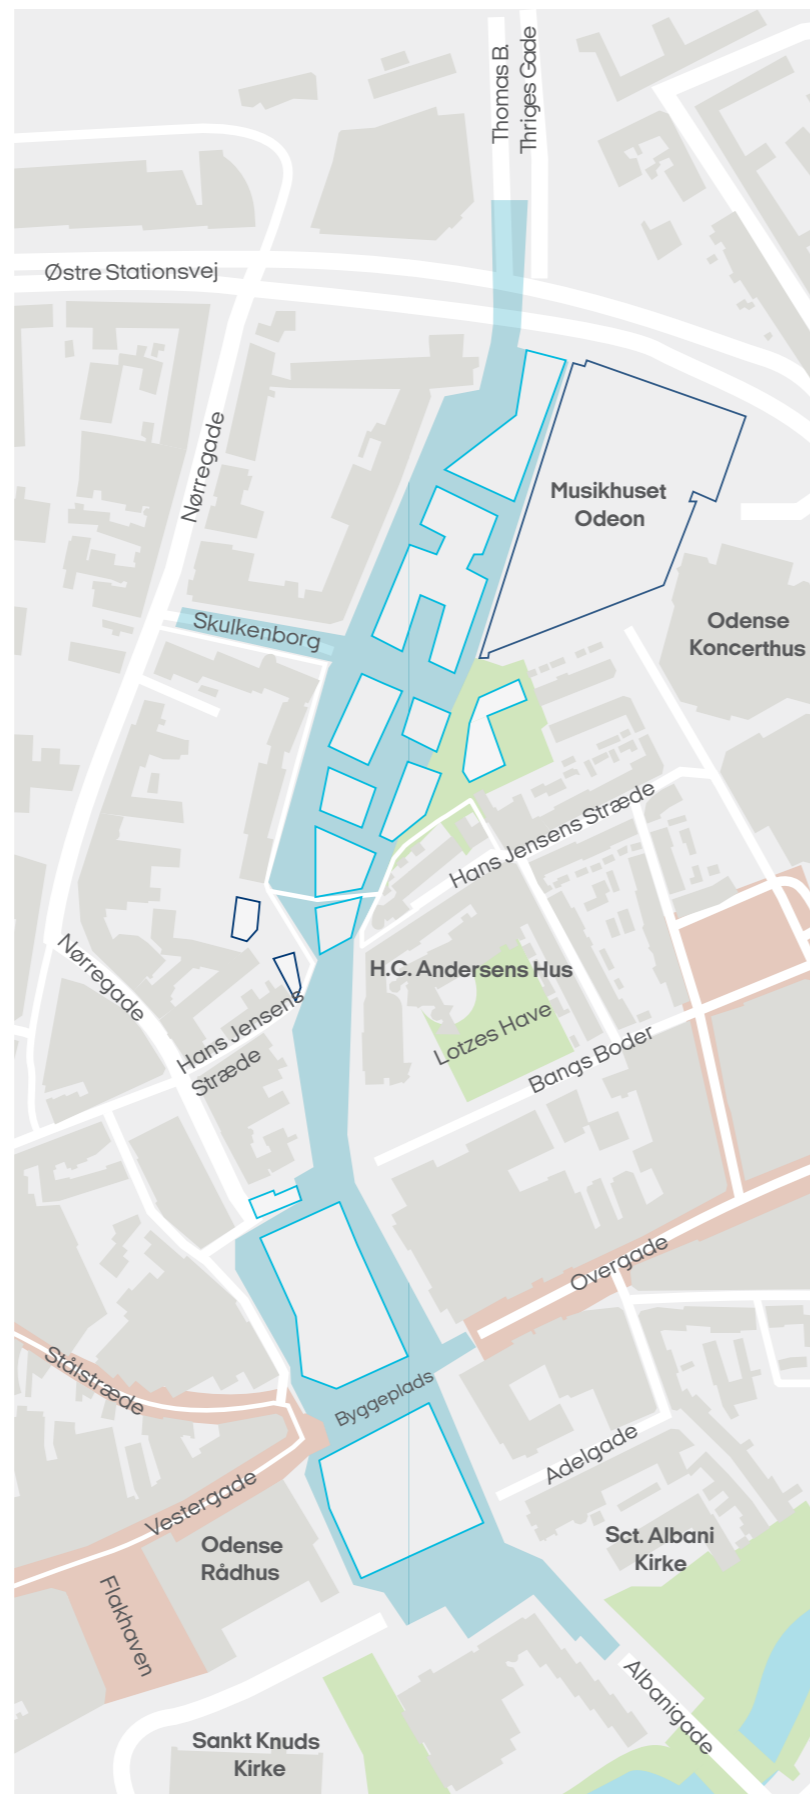 Thomas B.
Thriges Gade
Østre Stationsvej
Nørregade
Musikhuset
Odeon
Skulkenborg
Odense
Koncerthus
Hans Jensens Stræde
Nørregade
H.C. Andersens Hus
Hans Jensens
Stræde
Lotzes Have
Bangs Boder
Overgade
Stålstræde
Byggeplads
Adelgade
Vestergade
Odense
Rådhus
Sct. Albani
Kirke
Flakhaven
Albanigade
Sankt Knuds
Kirke